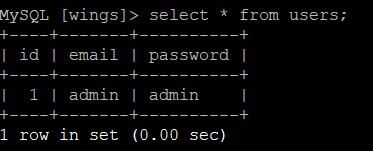 MySQL [wings]> select * from users;
+----+-------+----------+
| id | email | password |
+----+-------+----------+
|  1 | admin | admin    |
+----+-------+----------+
1 row in set (0.00 sec)